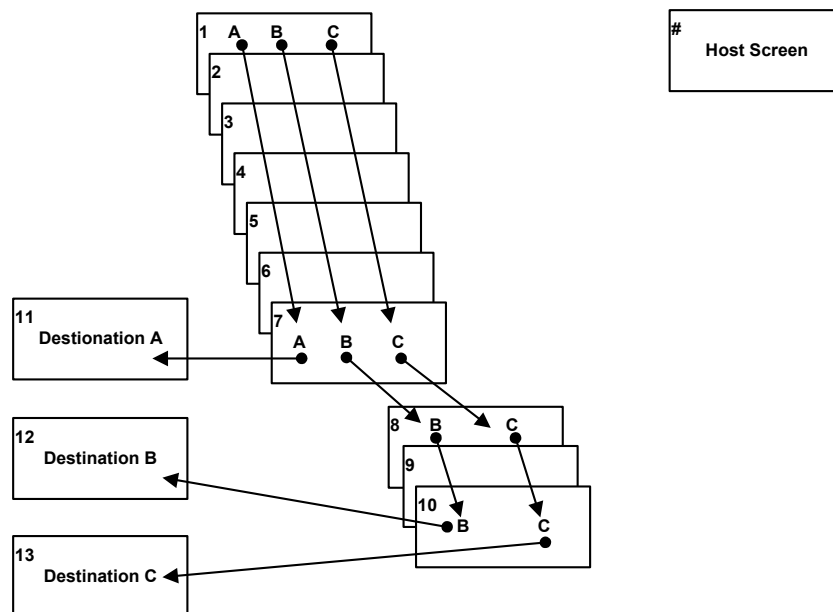 1 A B C
#
Host Screen
2
3
4
5
6
7
A B C
11
Destionation A
8 B C
9
10
B C
12
Destination B
13
Destination C